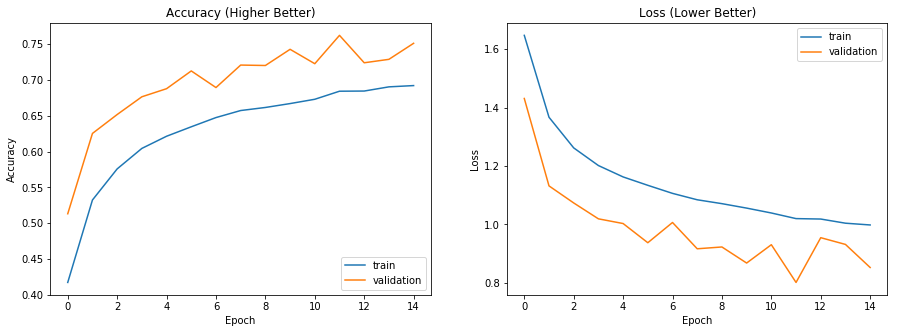 Accuracy (Higher Better)
0.75
0.70
0.65
0.60
0.55
0.50
0.45
0.40
Accuracy
0 2 4 6 8 10 12 14
Epoch
train
validation
Loss (Lower Better)
1.6
1.4
1.2
1.0
0.8
Loss
0 2 4 6 8 10 12 14
Epoch
train
validation